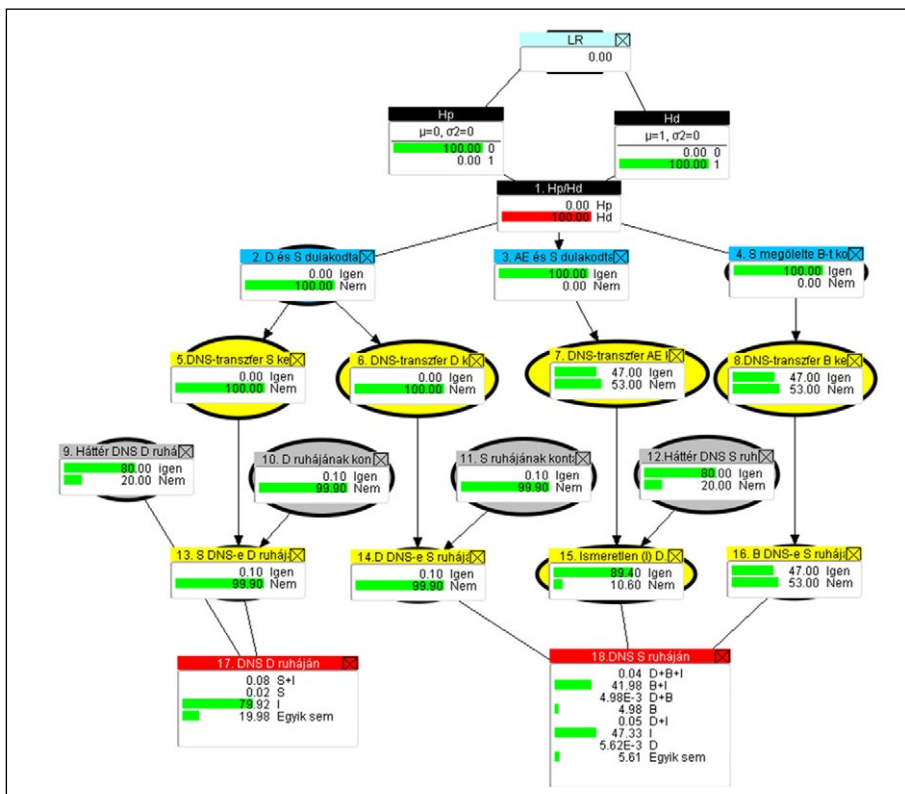 LR
0.00
Hp
μ=0, σ2=0
100.00 0
0.00 1
Hd
μ=1, σ2=0
0.00 0
100.00 1
1. Hp/Hd
0.00 Hp
100.00 Hd
2. D és S dulakodta
0.00 Igen
100.00 Nem
3. AE és S dulakodta
100.00 Igen
0.00 Nem
4. S megölelte B-t ko
100.00 Igen
0.00 Nem
5.DNS-transzfer S ke
0.00 Igen
100.00 Nem
6. DNS-transzfer D k
0.00 Igen
100.00 Nem
7. DNS-transzfer AE k
47.00 Igen
53.00 Nem
8.DNS-transzfer B ke
47.00 Igen
53.00 Nem
9. Háttér DNS D ruhá
80.00 Igen
20.00 Nem
10. D ruhájának kon
0.10 Igen
99.90 Nem
11. S ruhájának kont
0.10 Igen
99.90 Nem
12.Háttér DNS S ruh
80.00 Igen
20.00 Nem
13. S DNS-e D ruhájá
0.10 Igen
99.90 Nem
14.D DNS-e S ruhájá
0.10 Igen
99.90 Nem
15. Ismeretlen (I) D
89.40 Igen
10.60 Nem
16. B DNS-e S ruhájá
47.00 Igen
53.00 Nem
17. DNS D ruháján
0.08 S+I
0.02 S
79.92 I
19.98 Egyik sem
18.DNS S ruháján
0.04 D+B+I
41.98 B+I
4.98E-3 D+B
4.98 B
0.05 D+I
47.33 I
5.62E-3 D
5.61 Egyik sem